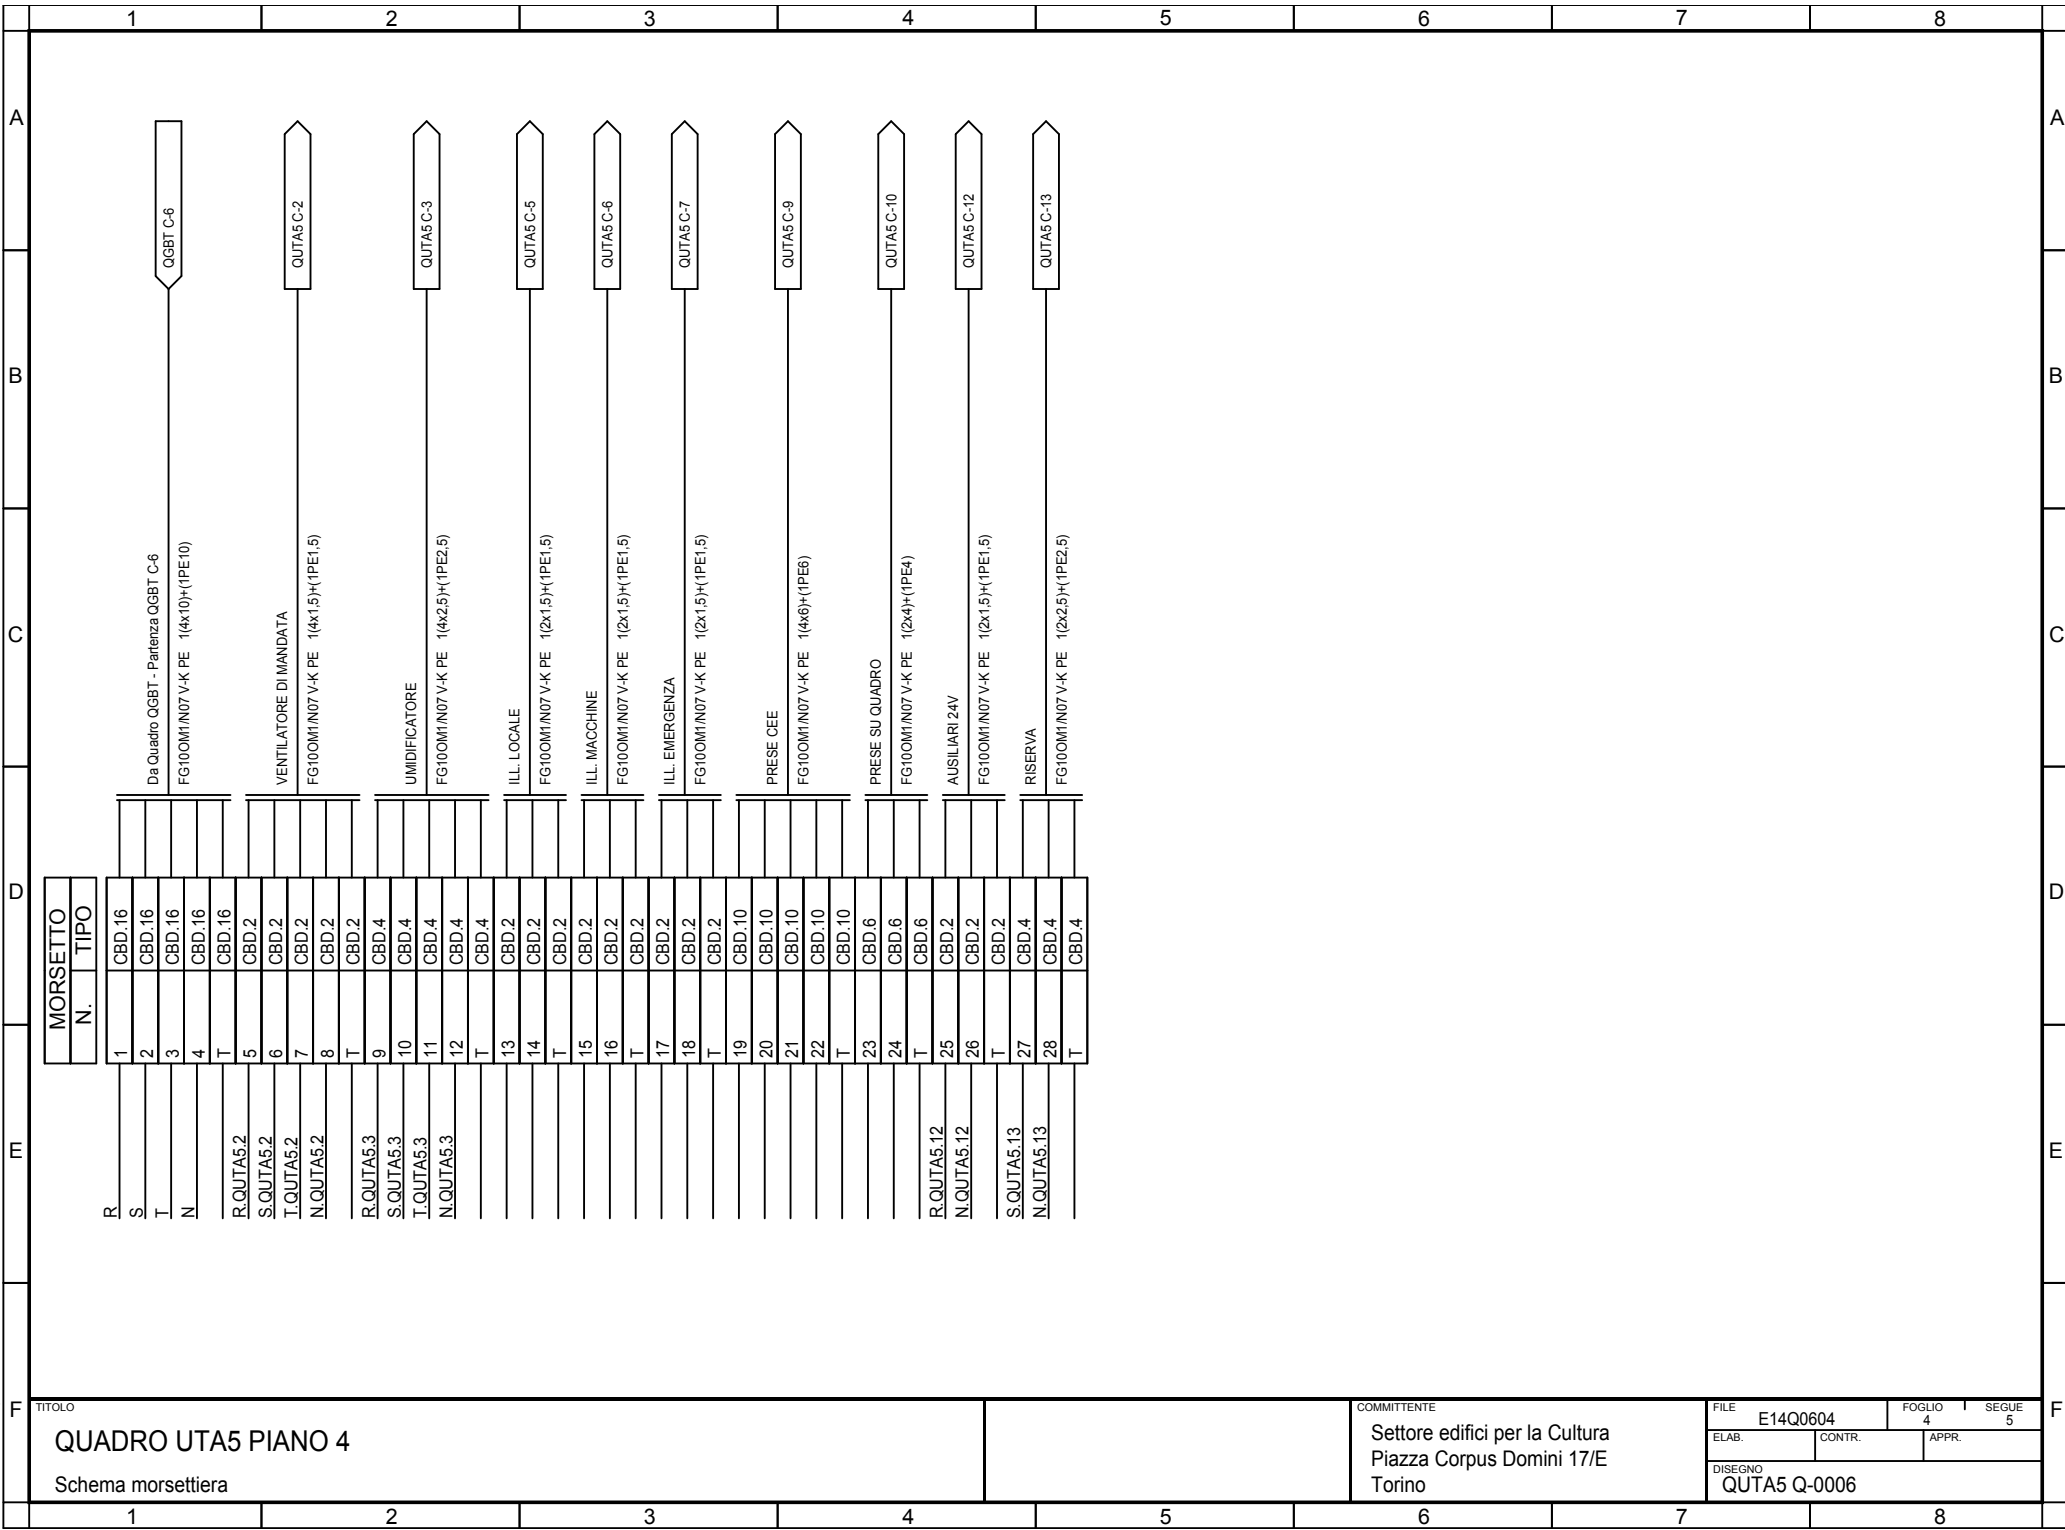 1 2 3 4 5 6 7 8
A A
B B
C C
D D
E E
F F
QGBT C-6
QUTA5 C-2
QUTA5 C-3
QUTA5 C-5
QUTA5 C-6
QUTA5 C-7
QUTA5 C-9
QUTA5 C-10
QUTA5 C-12
QUTA5 C-13
Da Quadro QGBT - Partenza QGBT C-6
FG10OM1/N07 V-K PE 1(4x10)+(1PE10)
VENTILATORE DI MANDATA
FG10OM1/N07 V-K PE 1(4x1,5)+(1PE1,5)
UMIDIFICATORE
FG10OM1/N07 V-K PE 1(4x2,5)+(1PE2,5)
ILL. LOCALE
FG10OM1/N07 V-K PE 1(2x1,5)+(1PE1,5)
ILL. MACCHINE
FG10OM1/N07 V-K PE 1(2x1,5)+(1PE1,5)
ILL. EMERGENZA
FG10OM1/N07 V-K PE 1(2x1,5)+(1PE1,5)
PRESE CEE
FG10OM1/N07 V-K PE 1(4x6)+(1PE6)
PRESE SU QUADRO
FG10OM1/N07 V-K PE 1(2x4)+(1PE4)
AUSILIARI 24V
FG10OM1/N07 V-K PE 1(2x1,5)+(1PE1,5)
RISERVA
FG10OM1/N07 V-K PE 1(2x2,5)+(1PE2,5)
MORSETTO
N. TIPO
R 1 CBD.16
S 2 CBD.16
T 3 CBD.16
N 4 CBD.16
T CBD.16
R.QUTA5.2 5 CBD.2
S.QUTA5.2 6 CBD.2
T.QUTA5.2 7 CBD.2
N.QUTA5.2 8 CBD.2
T CBD.2
R.QUTA5.3 9 CBD.4
S.QUTA5.3 10 CBD.4
T.QUTA5.3 11 CBD.4
N.QUTA5.3 12 CBD.4
T CBD.4
13 CBD.2
14 CBD.2
T CBD.2
15 CBD.2
16 CBD.2
T CBD.2
17 CBD.2
18 CBD.2
T CBD.2
19 CBD.10
20 CBD.10
21 CBD.10
22 CBD.10
T CBD.10
23 CBD.6
24 CBD.6
T CBD.6
R.QUTA5.12 25 CBD.2
N.QUTA5.12 26 CBD.2
T CBD.2
S.QUTA5.13 27 CBD.4
N.QUTA5.13 28 CBD.4
T CBD.4
TITOLO
QUADRO UTA5 PIANO 4
Schema morsettiera
COMMITTENTE
Settore edifici per la Cultura
Piazza Corpus Domini 17/E
Torino
FILE
E14Q0604
FOGLIO
4
SEGUE
5
ELAB. CONTR. APPR.
DISEGNO
QUTA5 Q-0006
1 2 3 4 5 6 7 8